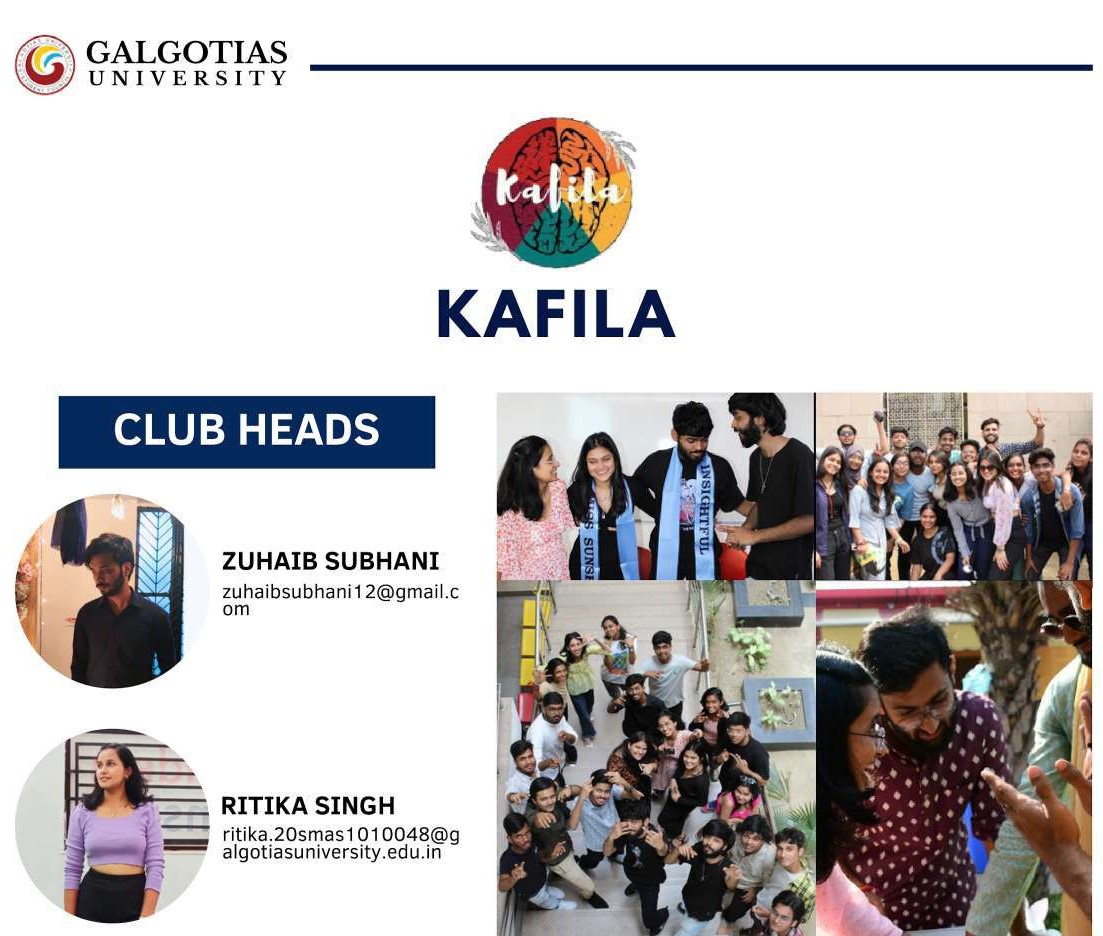 GALGOTIAS
UNIVERSITY
Kafila
KAFILA
CLUB HEADS
ZUHAIB SUBHANI
zuhaibsubhani12@gmail.c
om
RITIKA SINGH
ritika.20smas1010048@g
algotiasuniversity.edu.in
INSIGHTFUL